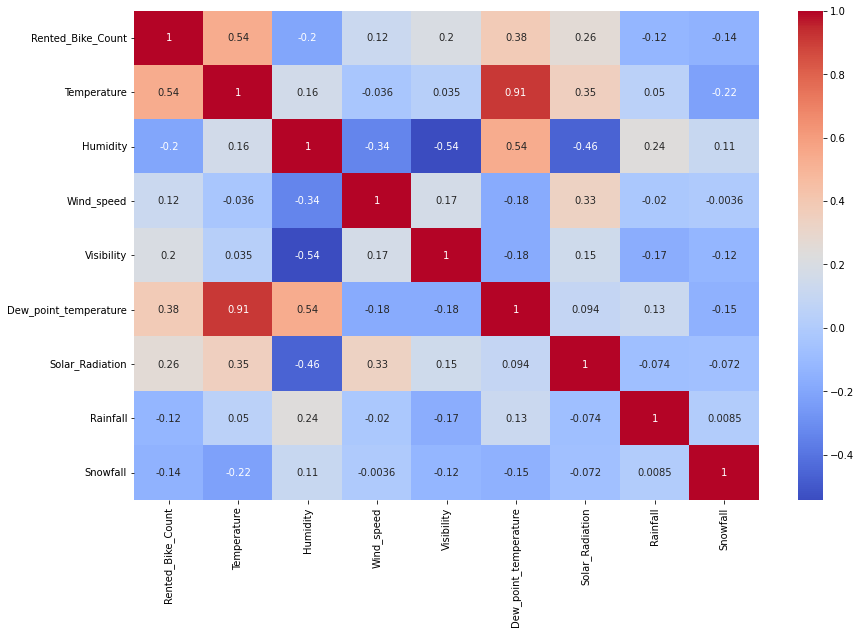 Rented_Bike_Count 1 0.54 -0.2 0.12 0.2 0.38 0.26 -0.12 -0.14
Temperature 0.54 1 0.16 -0.036 0.035 0.91 0.35 0.05 -0.22
Humidity -0.2 0.16 1 -0.34 -0.54 0.54 -0.46 0.24 0.11
Wind_speed 0.12 -0.036 -0.34 1 0.17 -0.18 0.33 -0.02 -0.0036
Visibility 0.2 0.035 -0.54 0.17 1 -0.18 0.15 -0.17 -0.12
Dew_point_temperature 0.38 0.91 0.54 -0.18 -0.18 1 0.094 0.13 -0.15
Solar_Radiation 0.26 0.35 -0.46 0.33 0.15 0.094 1 -0.074 -0.072
Rainfall -0.12 0.05 0.24 -0.02 -0.17 0.13 -0.074 1 0.0085
Snowfall -0.14 -0.22 0.11 -0.0036 -0.12 -0.15 -0.072 0.0085 1
Rented_Bike_Count
Temperature
Humidity
Wind_speed
Visibility
Dew_point_temperature
Solar_Radiation
Rainfall
Snowfall
1.0
0.8
0.6
0.4
0.2
0.0
−0.2
−0.4